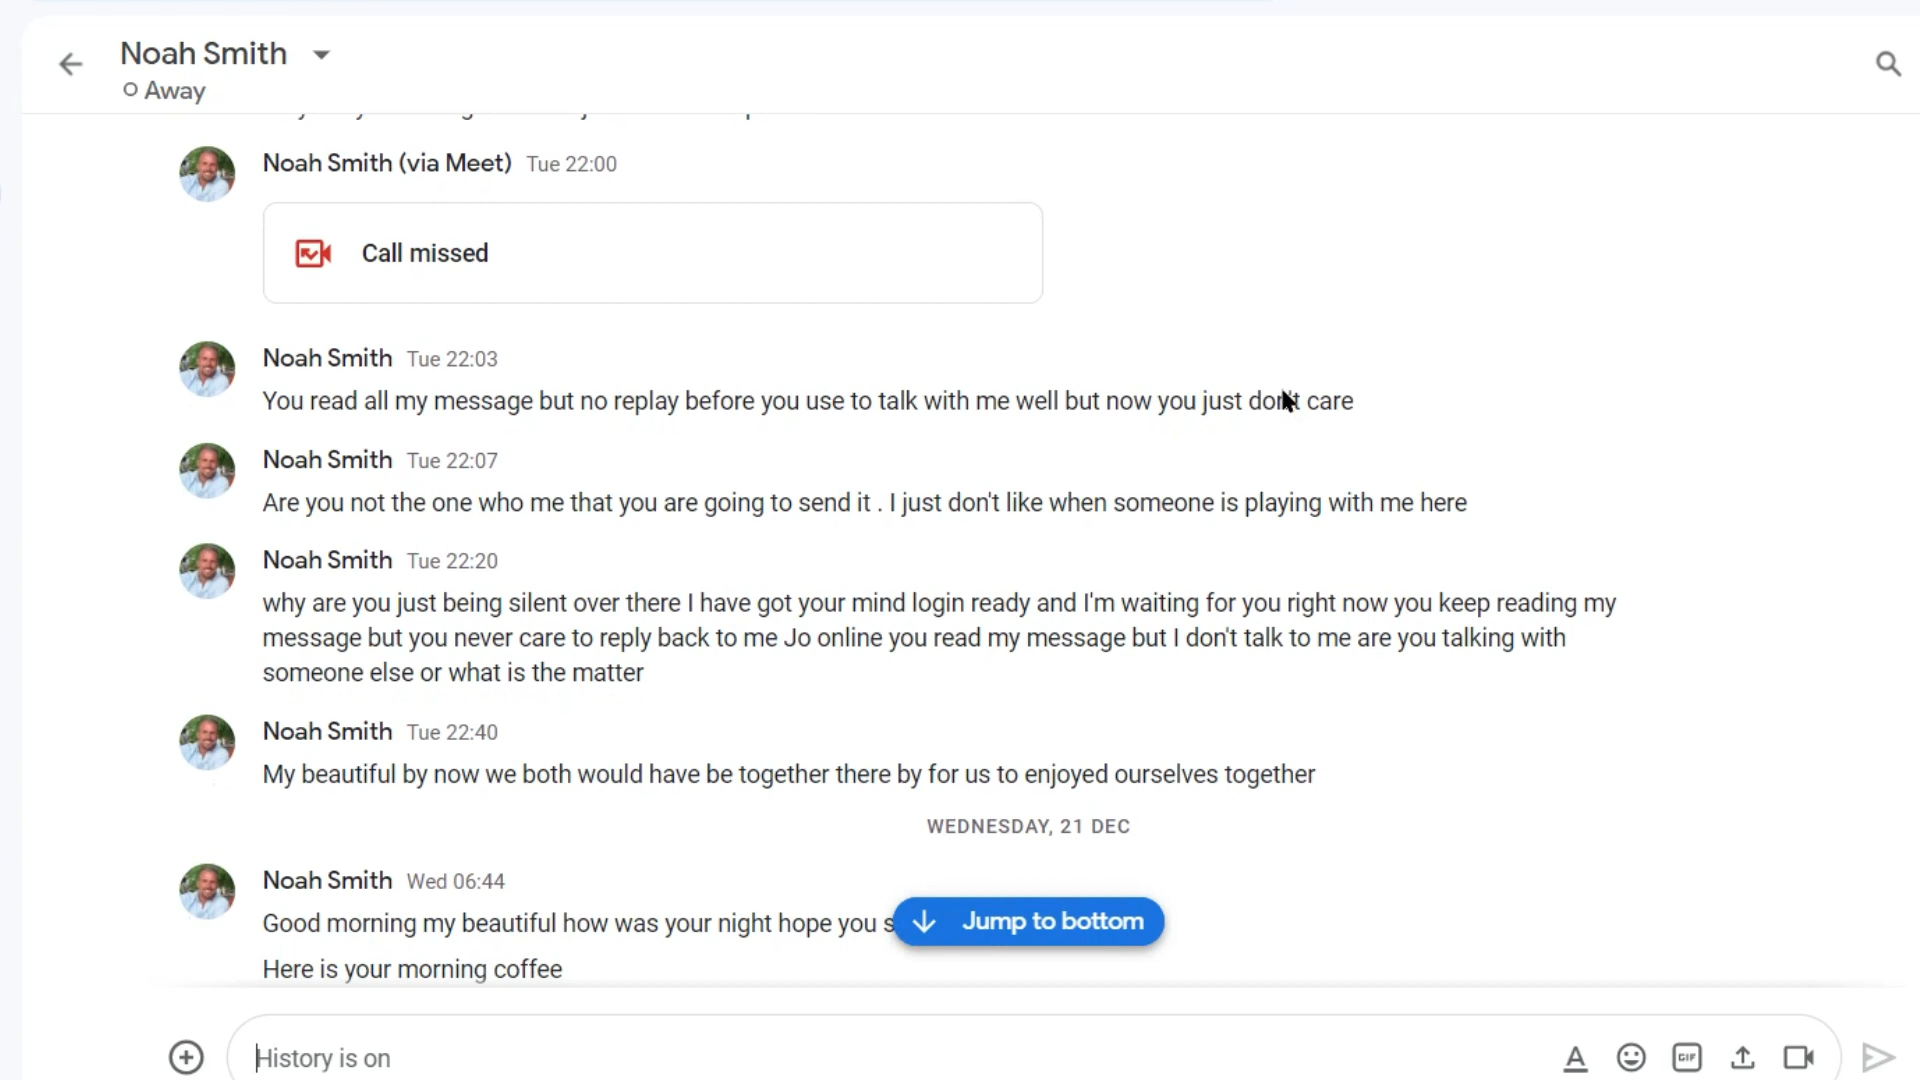 Noah Smith
Away
Noah Smith (via Meet) Tue 22:00
Call missed
Noah Smith Tue 22:03
You read all my message but no replay before you use to talk with me well but now you just don't care
Noah Smith Tue 22:07
Are you not the one who me that you are going to send it . I just don't like when someone is playing with me here
Noah Smith Tue 22:20
why are you just being silent over there I have got your mind login ready and I'm waiting for you right now you keep reading my
message but you never care to reply back to me Jo online you read my message but I don't talk to me are you talking with
someone else or what is the matter
Noah Smith Tue 22:40
My beautiful by now we both would have be together there by for us to enjoyed ourselves together
WEDNESDAY, 21 DEC
Noah Smith Wed 06:44
Good morning my beautiful how was your night hope you
Jump to bottom
Here is your morning coffee
History is on
GIF